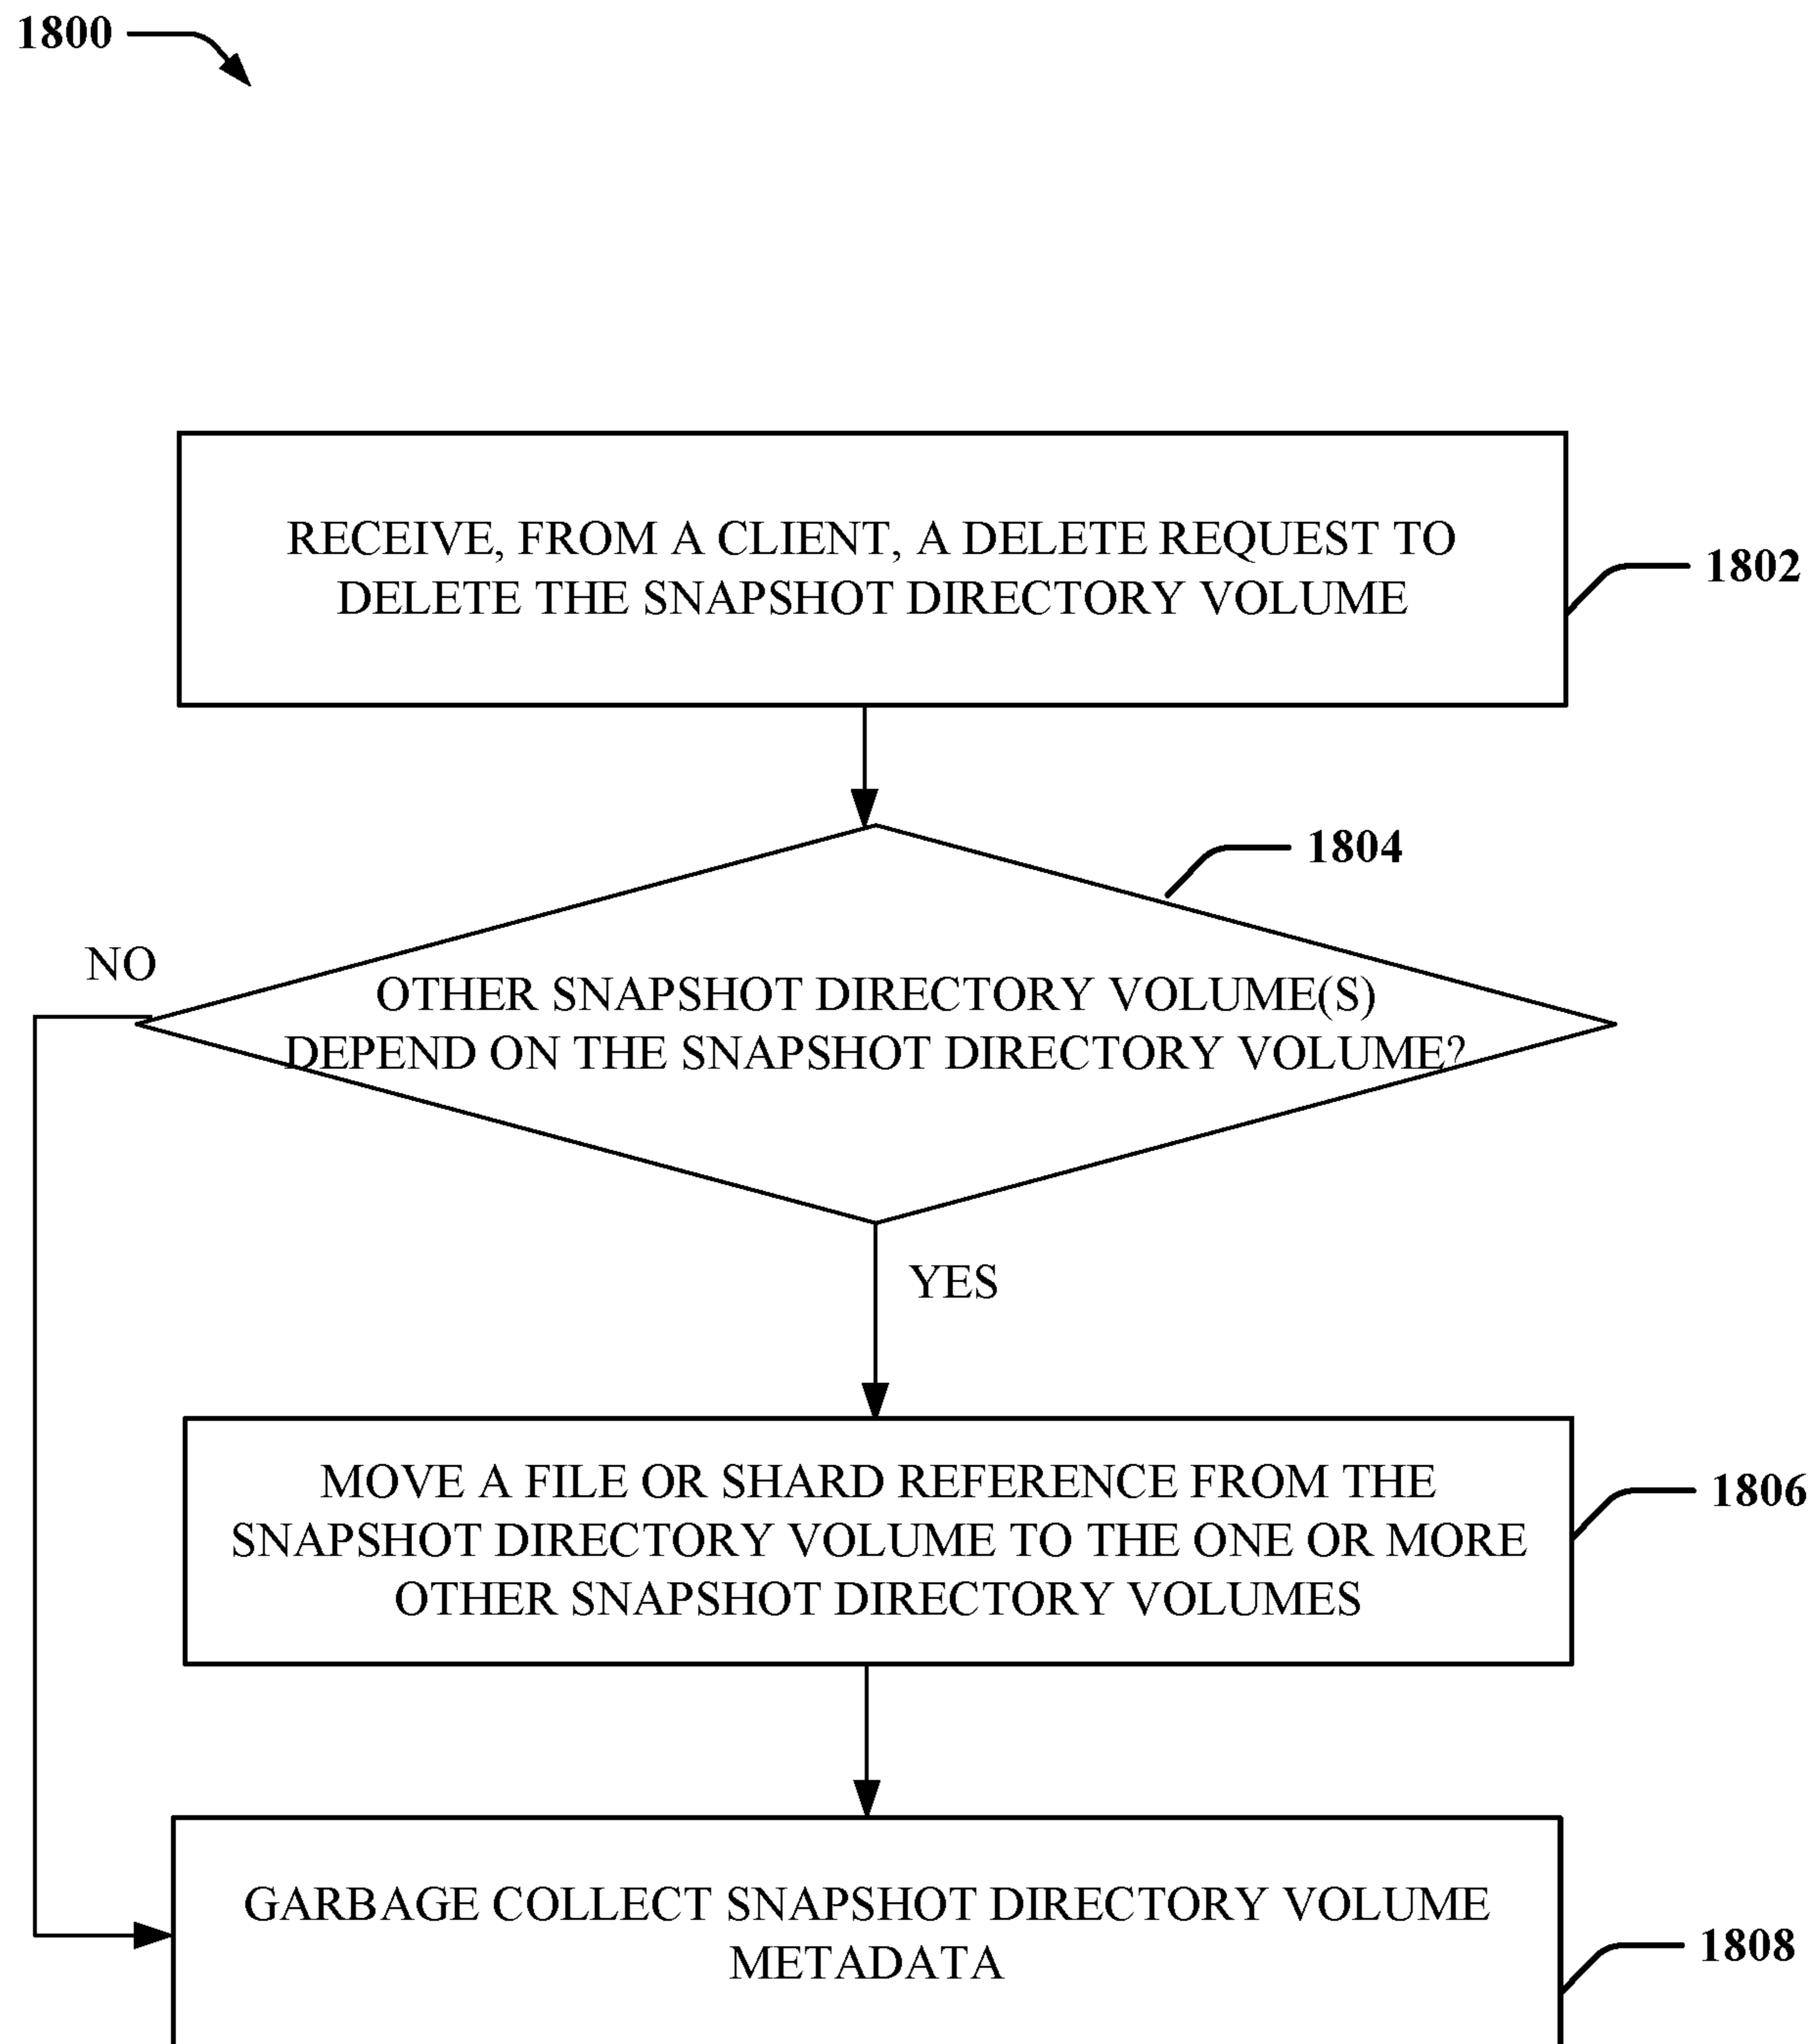 1800
RECEIVE, FROM A CLIENT, A DELETE REQUEST TO
DELETE THE SNAPSHOT DIRECTORY VOLUME
1802
1804
NO
OTHER SNAPSHOT DIRECTORY VOLUME(S)
DEPEND ON THE SNAPSHOT DIRECTORY VOLUME?
YES
MOVE A FILE OR SHARD REFERENCE FROM THE
SNAPSHOT DIRECTORY VOLUME TO THE ONE OR MORE
OTHER SNAPSHOT DIRECTORY VOLUMES
1806
GARBAGE COLLECT SNAPSHOT DIRECTORY VOLUME
METADATA
1808